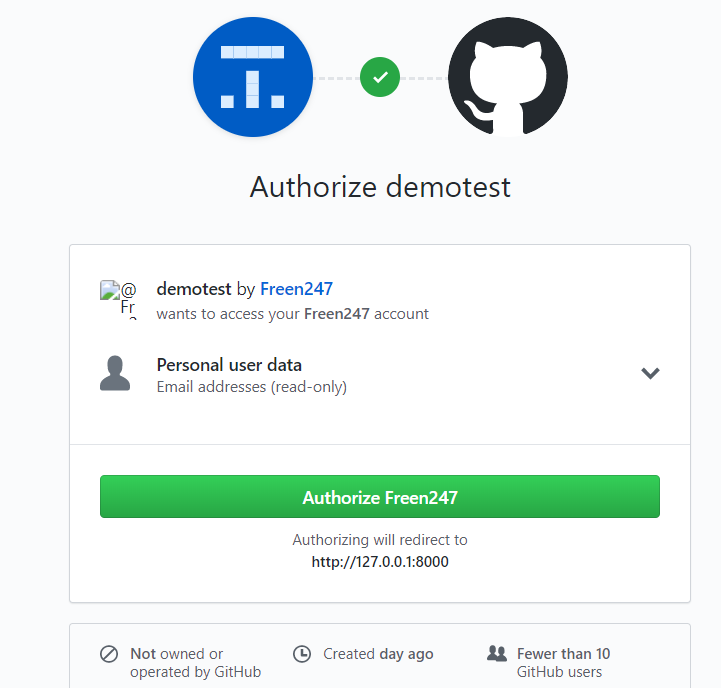 Authorize demotest
@
Fr
demotest by Freen247
wants to access your Freen247 account
Personal user data
Email addresses (read-only)
Authorize Freen247
Authorizing will redirect to
http://127.0.0.1:8000
Not owned or
operated by GitHub
Created day ago
Fewer than 10
GitHub users